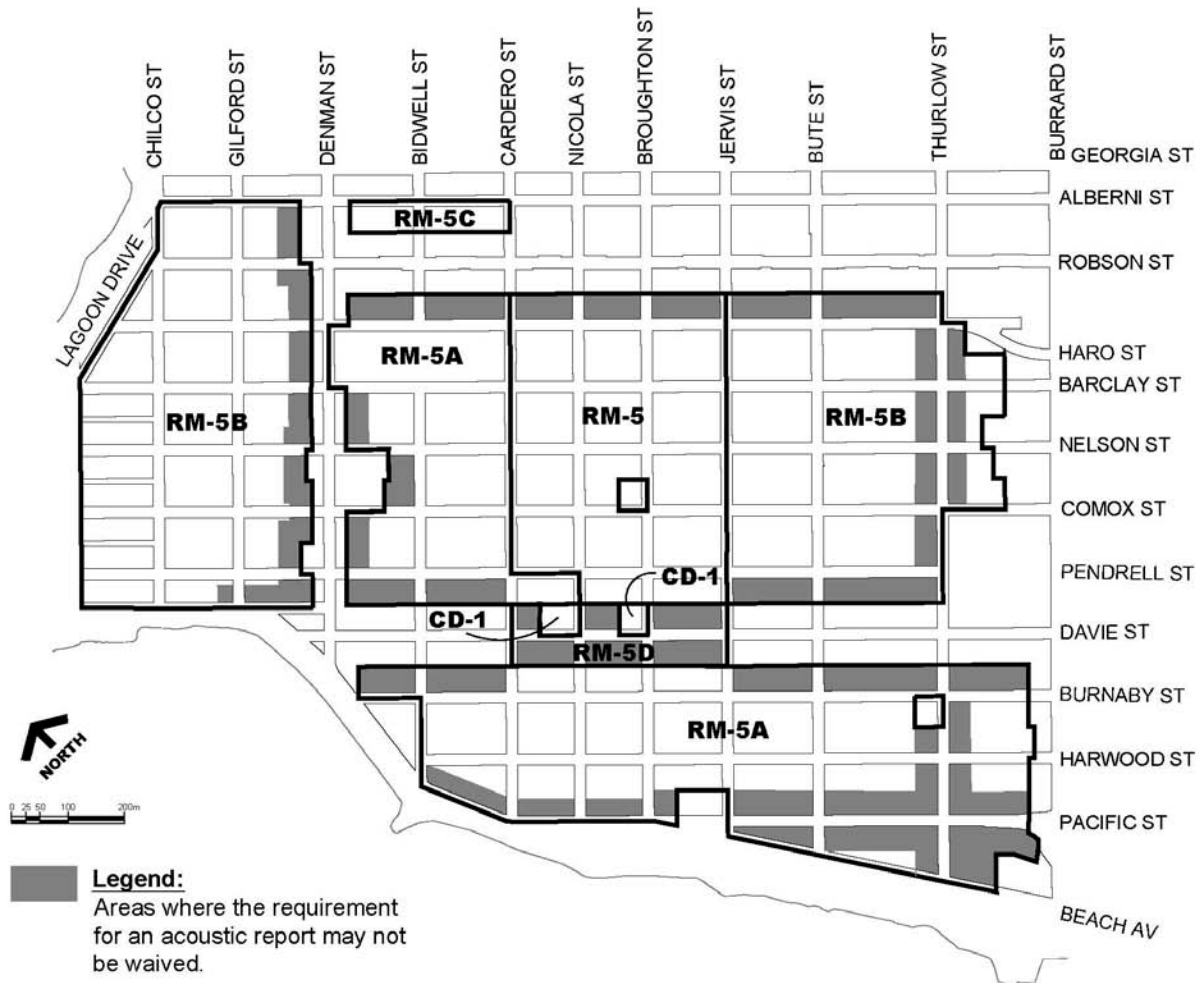 CHILCO ST
GILFORD ST
DENMAN ST
BIDWELL ST
CARDERO ST
NICOLA ST
BROUGHTON ST
JERVIS ST
BUTE ST
THURLOW ST
BURRARD ST
GEORGIA ST
ALBERNI ST
RM-5C
ROBSON ST
LAGOON DRIVE
HARO ST
RM-5A
BARCLAY ST
RM-5B
RM-5
RM-5B
NELSON ST
COMOX ST
PENDRELL ST
CD-1
CD-1
DAVIE ST
RM-5D
BURNABY ST
RM-5A
NORTH
HARWOOD ST
0 25 50 100 200m
PACIFIC ST
Legend:
Areas where the requirement
for an acoustic report may not
be waived.
BEACH AV